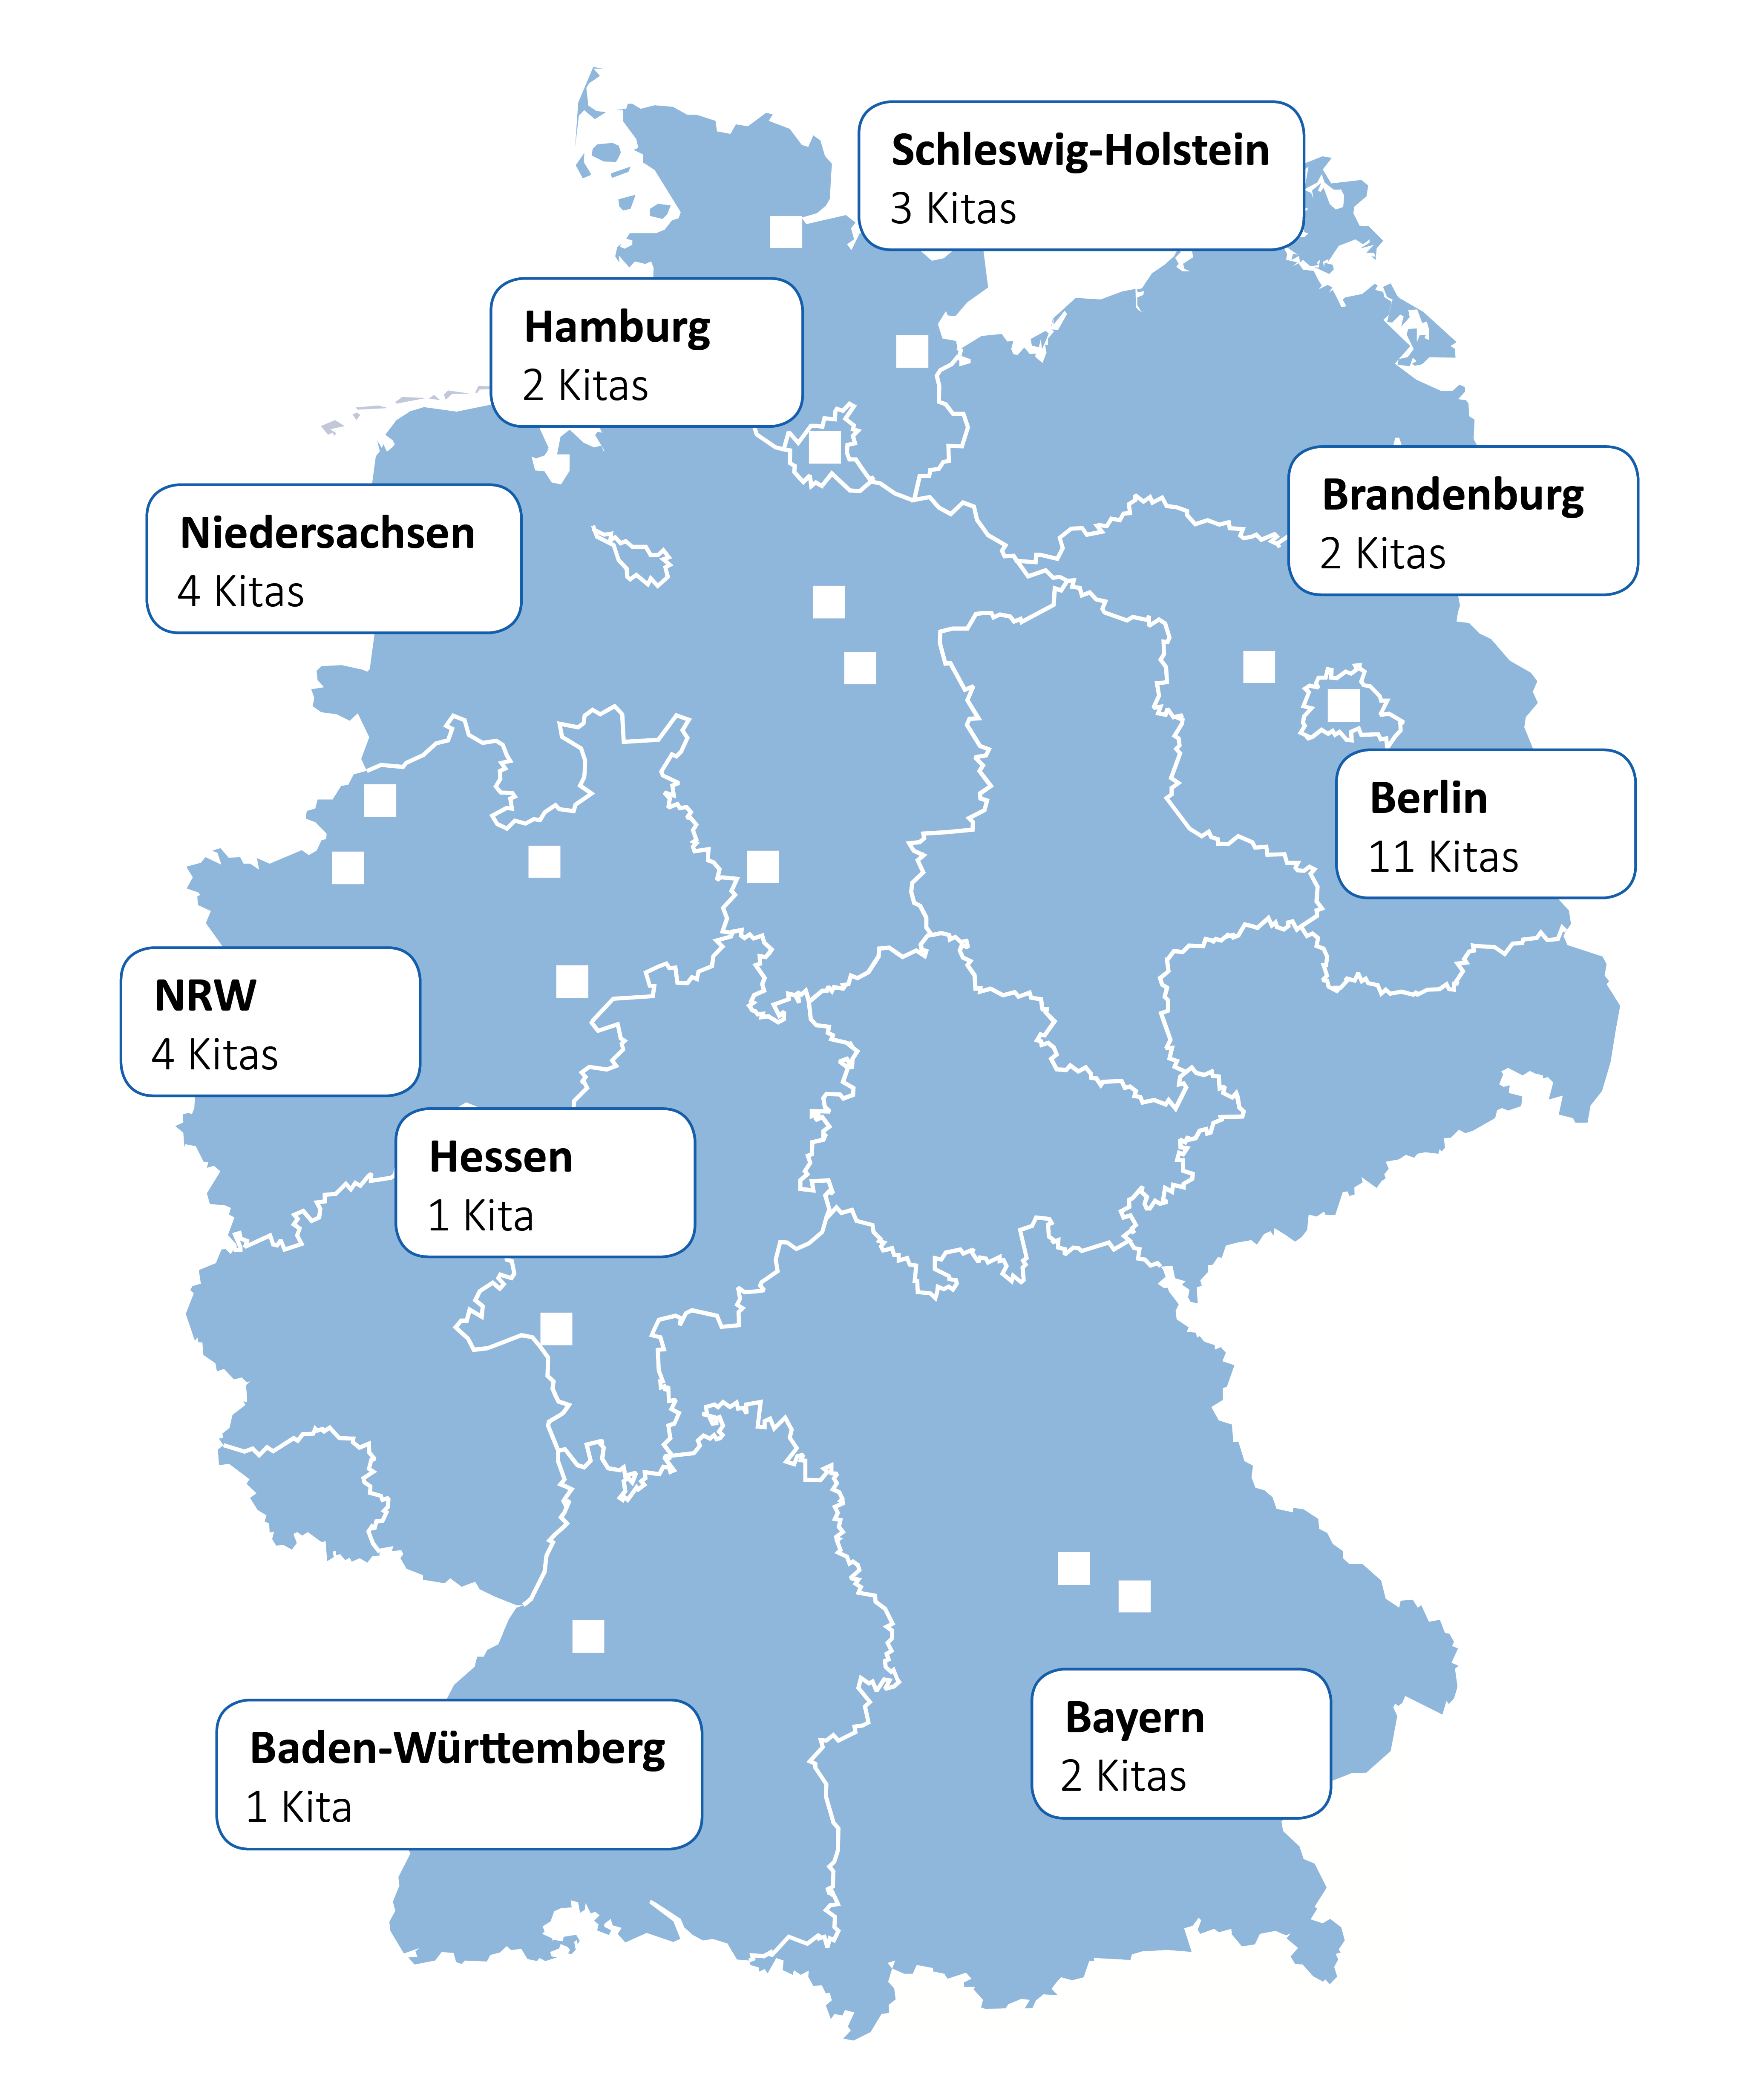 Schleswig-Holstein
3 Kitas
Hamburg
2 Kitas
Brandenburg
2 Kitas
Niedersachsen
4 Kitas
Berlin
11 Kitas
NRW
4 Kitas
Hessen
1 Kita
Bayern
2 Kitas
Baden-Württemberg
1 Kita